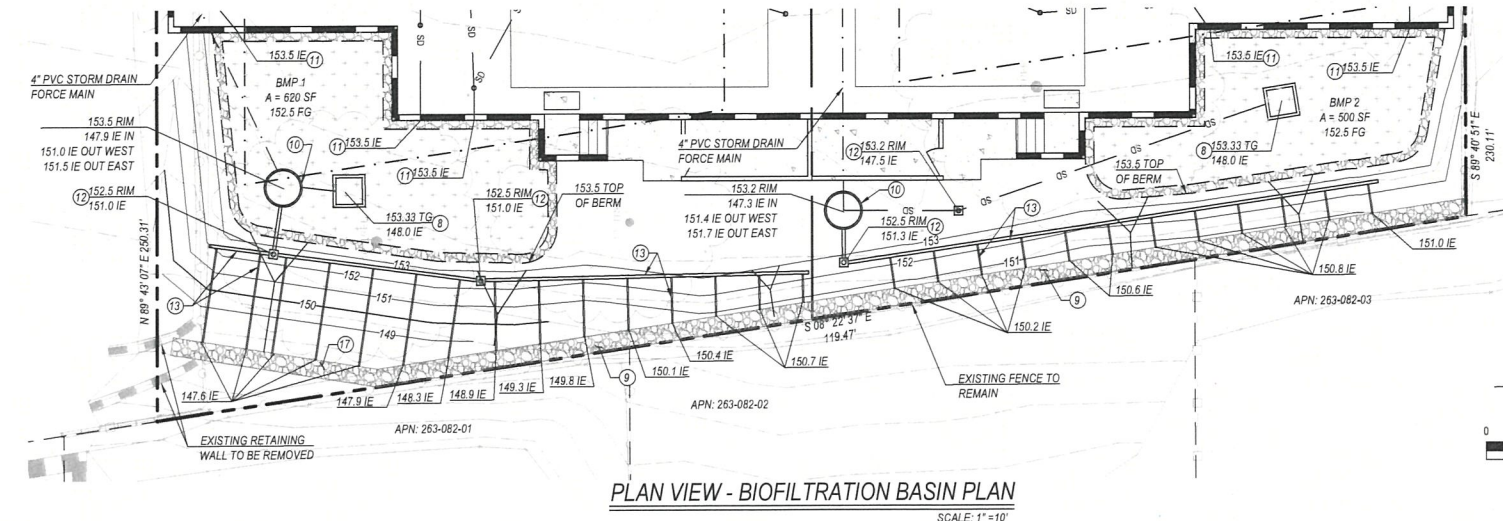 SD
SD
SD
SD
SD
153.5 IE 11
4" PVC STORM DRAIN
FORCE MAIN
BMP 1
A = 620 SF
152.5 FG
153.5 RIM
147.9 IE IN
151.0 IE OUT WEST
151.5 IE OUT EAST
10
11 153.5 IE
11 153.5 IE
12 152.5 RIM
151.0 IE
153.33 TG 8
148.0 IE
152.5 RIM 12
151.0 IE
153.5 TOP
OF BERM
4" PVC STORM DRAIN
FORCE MAIN
12 153.2 RIM
147.5 IE
153.2 RIM
147.3 IE IN
151.4 IE OUT WEST
151.7 IE OUT EAST
10
152.5 RIM 12
151.3 IE
SD
SD
SD
SD
13
153.5 IE 11
11 153.5 IE
BMP 2
A = 500 SF
152.5 FG
8 153.33 TG
148.0 IE
153.5 TOP
OF BERM
S 89° 40' 51" E
230.11'
N 89° 43' 07" E 250.31'
13
153
152
151
150
149
17
13
153
152
151
9
9
S 08° 22' 37" E
119.47'
147.6 IE
147.9 IE
148.3 IE
148.9 IE
149.3 IE
149.8 IE
150.1 IE
150.4 IE
150.7 IE
150.2 IE
150.6 IE
150.8 IE
151.0 IE
EXISTING RETAINING
WALL TO BE REMOVED
APN: 263-082-01
APN: 263-082-02
EXISTING FENCE TO
REMAIN
APN: 263-082-03
0
PLAN VIEW - BIOFILTRATION BASIN PLAN
SCALE: 1" =10'